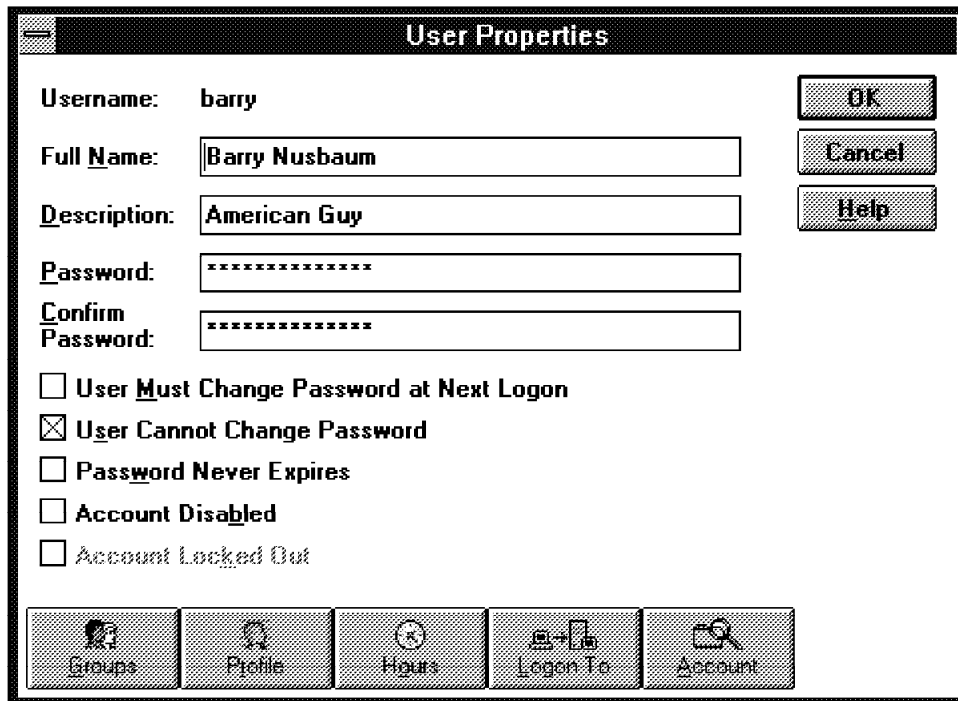 User Properties
Username: barry
OK
Full Name: Barry Nusbaum
Cancel
Description: American Guy
Help
Password: **************
Confirm Password: **************
User Must Change Password at Next Logon
User Cannot Change Password
Password Never Expires
Account Disabled
Account Locked Out
Groups Profile Hours Logon To Account